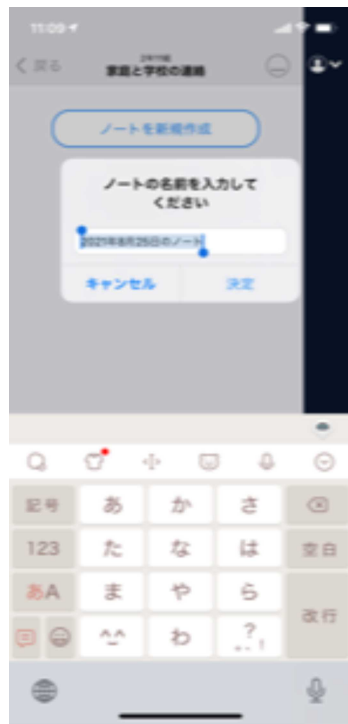 11:09
戻る
2年11組
家庭と学校の連絡
ノートを新規作成
ノートの名前を入力して
ください
2021年8月25日のノート
キャンセル 決定
記号 あ か さ
123 た な は 空白
あA ま や ら
改行
^_^ わ 、。?!